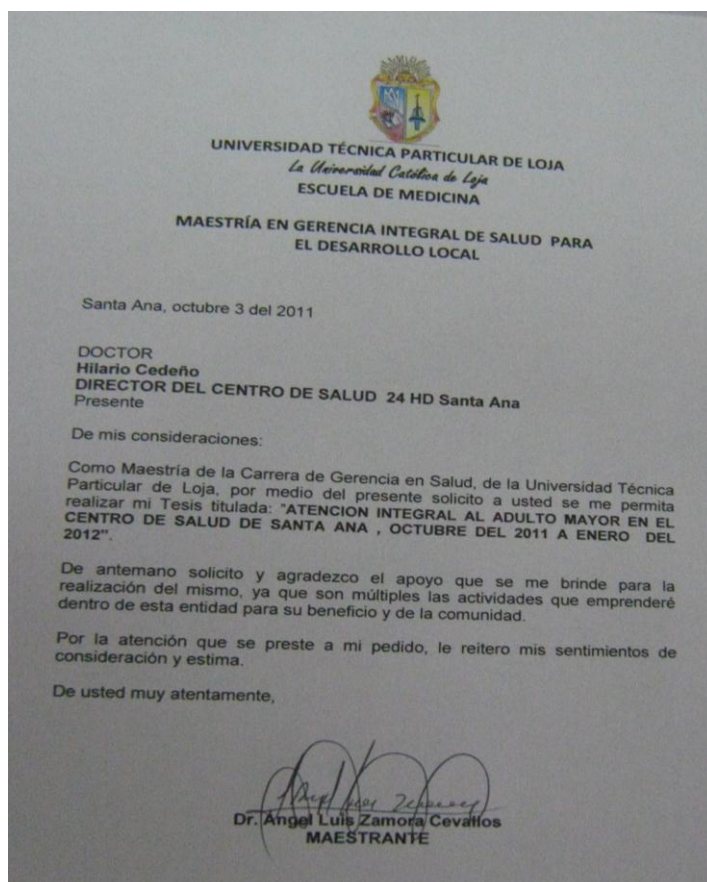 UNIVERSIDAD TÉCNICA PARTICULAR DE LOJA
La Universidad Católica de Loja
ESCUELA DE MEDICINA
MAESTRÍA EN GERENCIA INTEGRAL DE SALUD PARA
EL DESARROLLO LOCAL
Santa Ana, octubre 3 del 2011
DOCTOR
Hilario Cedeño
DIRECTOR DEL CENTRO DE SALUD 24 HD Santa Ana
Presente
De mis consideraciones:
Como Maestría de la Carrera de Gerencia en Salud, de la Universidad Técnica
Particular de Loja, por medio del presente solicito a usted se me permita
realizar mi Tesis titulada: "ATENCION INTEGRAL AL ADULTO MAYOR EN EL
CENTRO DE SALUD DE SANTA ANA , OCTUBRE DEL 2011 A ENERO DEL
2012".
De antemano solicito y agradezco el apoyo que se me brinde para la
realización del mismo, ya que son múltiples las actividades que emprenderé
dentro de esta entidad para su beneficio y de la comunidad.
Por la atención que se preste a mi pedido, le reitero mis sentimientos de
consideración y estima.
De usted muy atentamente,
Dr. Ángel Luis Zamora Cevallos
MAESTRANTE